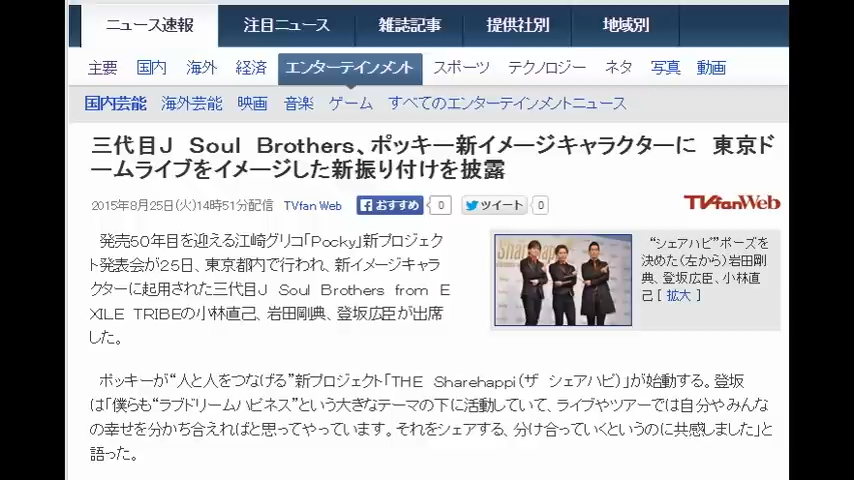 ニュース速報 注目ニュース 雑誌記事 提供社別 地域別
主要 国内 海外 経済 エンターテインメント スポーツ テクノロジー ネタ 写真 動画
国内芸能 海外芸能 映画 音楽 ゲーム すべてのエンターテインメントニュース
三代目Ｊ Soul Brothers、ポッキー新イメージキャラクターに 東京ド
ームライブをイメージした新振り付けを披露
2015年8月25日(火)14時51分配信 TVfan Web おすすめ 0 ツイート 0
TVfanWeb
発売５０年目を迎える江崎グリコ「Pocky」新プロジェク
ト発表会が２５日、東京都内で行われ、新イメージキャラ
クターに起用された三代目Ｊ Soul Brothers from Ｅ
XILE TRIBEの小林直己、岩田剛典、登坂広臣が出席
した。
Sharehappi
“シェアハピ”ポーズを
決めた（左から）岩田剛
典、登坂広臣、小林直
己 [ 拡大 ]
ポッキーが“人と人をつなげる”新プロジェクト「THE Sharehappi（ザ シェアハピ）」が始動する。登坂
は「僕らも“ラブドリームハピネス”という大きなテーマの下に活動していて、ライブやツアーでは自分やみんな
の幸せを分かち合えればと思ってやっています。それをシェアする、分け合っていくというのに共感しました」と
語った。